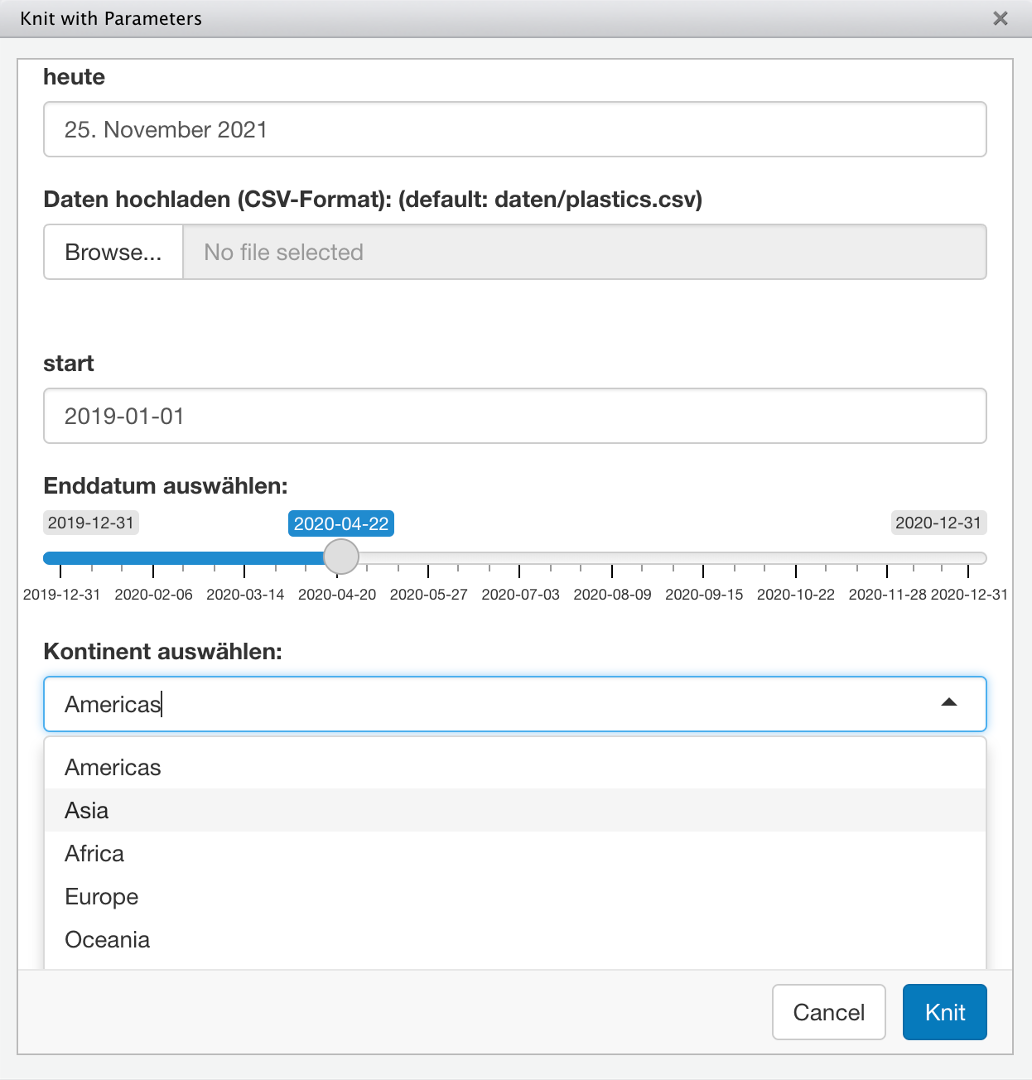 Knit with Parameters
heute
25. November 2021
Daten hochladen (CSV-Format): (default: daten/plastics.csv)
Browse... No file selected
start
2019-01-01
Enddatum auswählen:
2019-12-31 2020-04-22 2020-12-31
2019-12-31 2020-02-06 2020-03-14 2020-04-20 2020-05-27 2020-07-03 2020-08-09 2020-09-15 2020-10-22 2020-11-28 2020-12-31
Kontinent auswählen:
Americas
Americas
Asia
Africa
Europe
Oceania
Cancel Knit